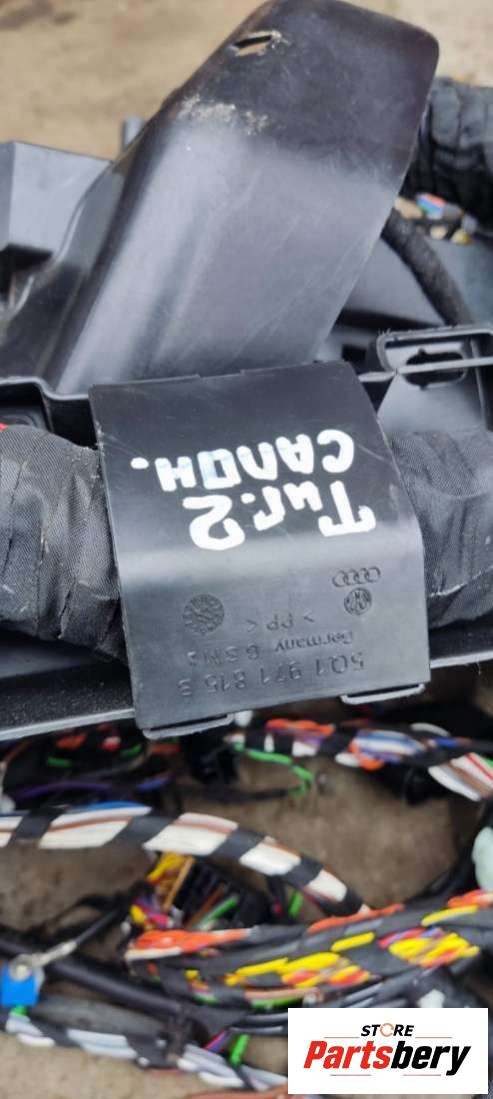 Тиг.2
САЛОН.
>PP<
Germany
5Q1 971 815
STORE
Partsbery